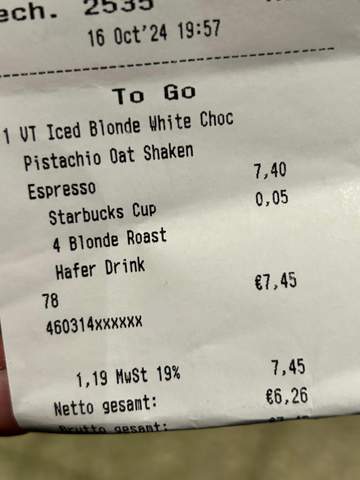 ech. 2535
16 Oct'24 19:57
To Go
1 VT Iced Blonde White Choc
Pistachio Oat Shaken
Espresso 7,40
Starbucks Cup 0,05
4 Blonde Roast
Hafer Drink
78 €7,45
460314xxxxxx
1,19 MwSt 19% 7,45
Netto gesamt: €6,26
Brutto gesamt: